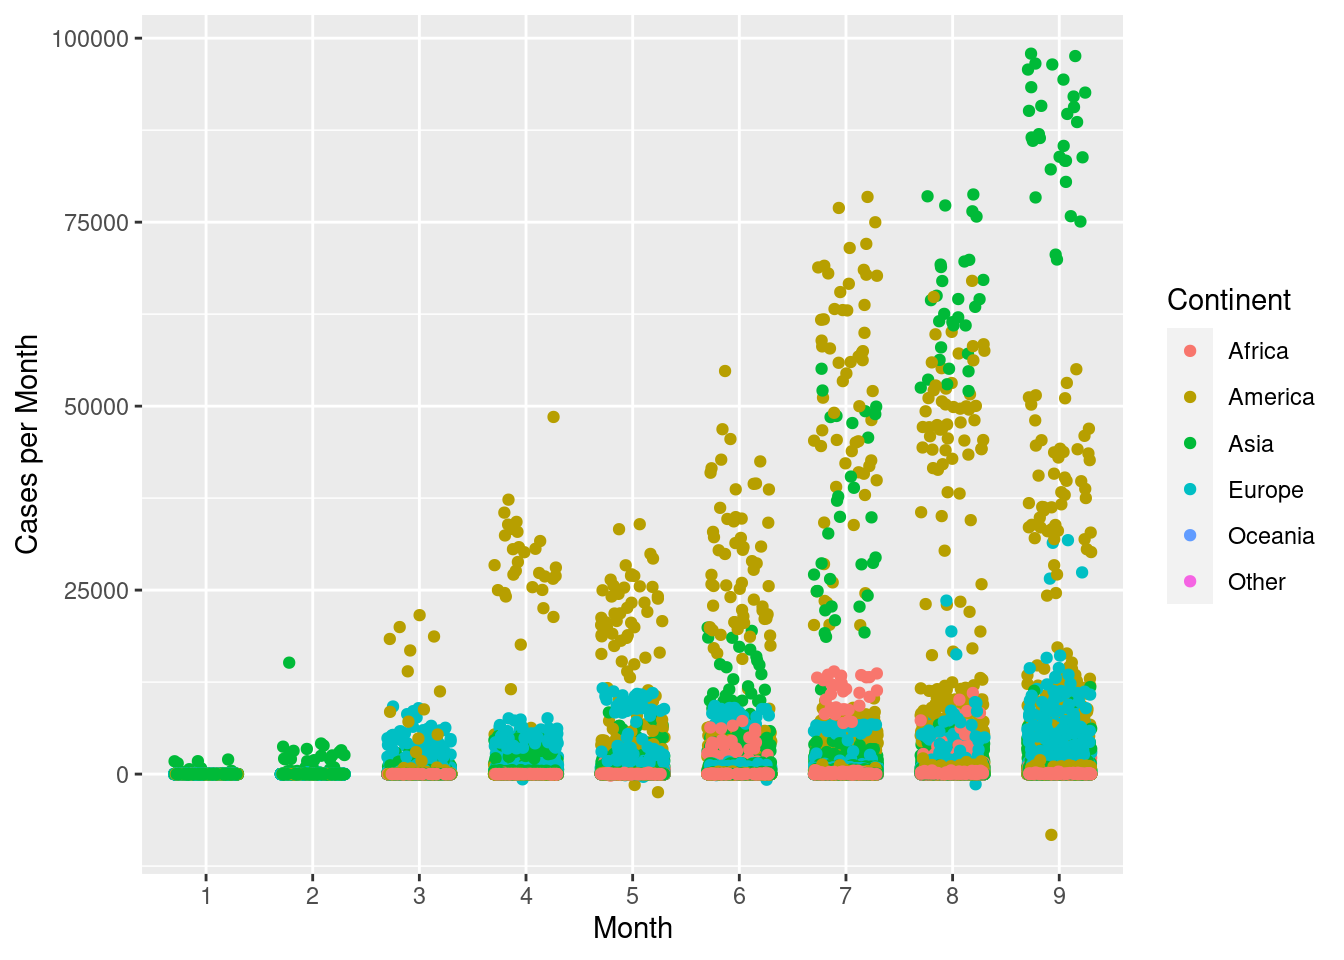 100000
75000
50000
25000
0
Cases per Month
1 2 3 4 5 6 7 8 9
Month
Continent
Africa
America
Asia
Europe
Oceania
Other